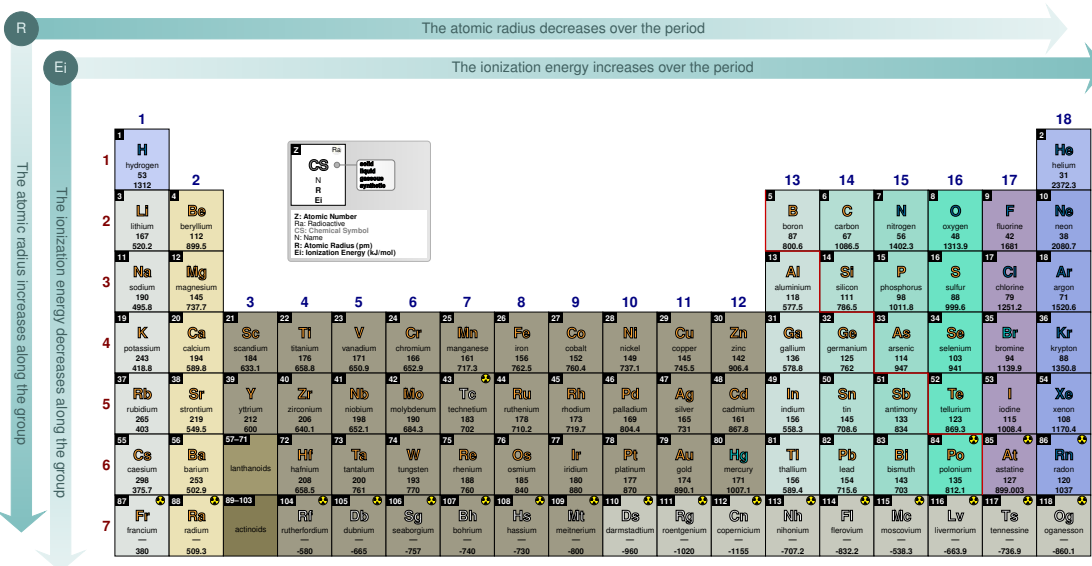 R
The atomic radius decreases over the period
Ei
The ionization energy increases over the period
The atomic radius increases along the group
The ionization energy decreases along the group
1 18
1 2
H He
hydrogen helium
53 31
1312 2372.3
Z Ra
CS
N
R
Ei
solid
liquid
gaseous
synthetic
Z: Atomic Number
Ra: Radioactive
CS: Chemical Symbol
N: Name
R: Atomic Radius (pm)
Ei: Ionization Energy (kJ/mol)
1
2 13 14 15 16 17
3 4 5 6 7 8 9 10
Li Be B C N O F Ne
lithium beryllium boron carbon nitrogen oxygen fluorine neon
167 112 87 67 56 48 42 38
520.2 899.5 800.6 1086.5 1402.3 1313.9 1681 2080.7
2
11 12 13 14 15 16 17 18
Na Mg Al Si P S Cl Ar
sodium magnesium aluminium silicon phosphorus sulfur chlorine argon
190 145 118 111 98 88 79 71
495.8 737.7 577.5 786.5 1011.8 999.6 1251.2 1520.6
3
3 4 5 6 7 8 9 10 11 12
19 20 21 22 23 24 25 26 27 28 29 30 31 32 33 34 35 36
K Ca Sc Ti V Cr Mn Fe Co Ni Cu Zn Ga Ge As Se Br Kr
potassium calcium scandium titanium vanadium chromium manganese iron cobalt nickel copper zinc gallium germanium arsenic selenium bromine krypton
243 194 184 176 171 166 161 156 152 149 145 142 136 125 114 103 94 88
418.8 589.8 633.1 658.8 650.9 652.9 717.3 762.5 760.4 737.1 745.5 906.4 578.8 762 947 941 1139.9 1350.8
4
37 38 39 40 41 42 43 44 45 46 47 48 49 50 51 52 53 54
Rb Sr Y Zr Nb Mo Tc Ru Rh Pd Ag Cd In Sn Sb Te I Xe
rubidium strontium yttrium zirconium niobium molybdenum technetium ruthenium rhodium palladium silver cadmium indium tin antimony tellurium iodine xenon
265 219 212 206 198 190 183 178 173 169 165 161 156 145 133 123 115 108
403 549.5 600 640.1 652.1 684.3 702 710.2 719.7 804.4 731 867.8 558.3 708.6 834 869.3 1008.4 1170.4
5
55 56 57–71 72 73 74 75 76 77 78 79 80 81 82 83 84 85 86
Cs Ba Hf Ta W Re Os Ir Pt Au Hg Tl Pb Bi Po At Rn
caesium barium lanthanoids hafnium tantalum tungsten rhenium osmium iridium platinum gold mercury thallium lead bismuth polonium astatine radon
298 253 208 200 193 188 185 180 177 174 171 156 154 143 135 127 120
375.7 502.9 658.5 761 770 760 840 880 870 890.1 1007.1 589.4 715.6 703 812.1 899.003 1037
6
87 88 89–103 104 105 106 107 108 109 110 111 112 113 114 115 116 117 118
Fr Ra Rf Db Sg Bh Hs Mt Ds Rg Cn Nh Fl Mc Lv Ts Og
francium radium actinoids rutherfordium dubnium seaborgium bohrium hassium meitnerium darmstadtium roentgenium copernicium nihonium flerovium moscovium livermorium tennessine oganesson
— — — — — — — — — — — — — — — — —
380 509.3 -580 -665 -757 -740 -730 -800 -960 -1020 -1155 -707.2 -832.2 -538.3 -663.9 -736.9 -860.1
7